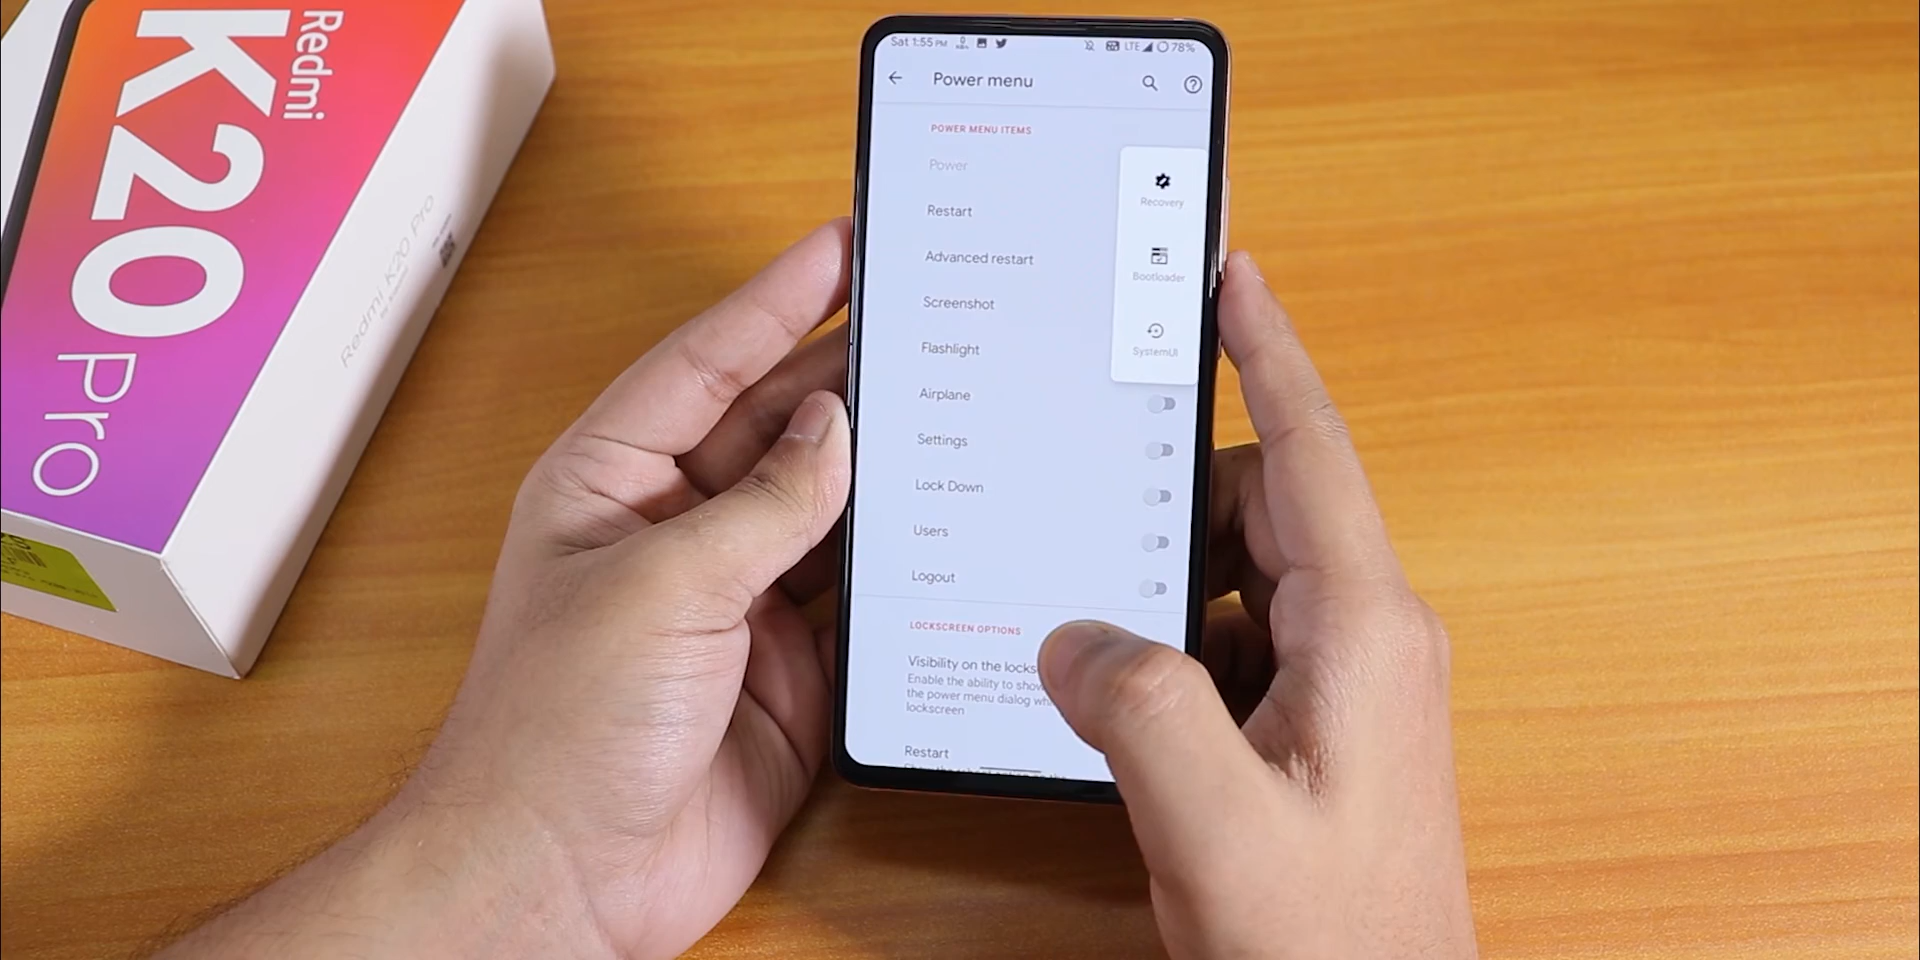 Redmi
K20 Pro
Redmi K20 Pro
Sat 1:55 PM
LTE 78%
Power menu
POWER MENU ITEMS
Power
Restart
Advanced restart
Screenshot
Flashlight
Airplane
Settings
Lock Down
Users
Logout
Recovery
Bootloader
SystemUI
LOCKSCREEN OPTIONS
Visibility on the locks
Enable the ability to show
the power menu dialog
lockscreen
Restart